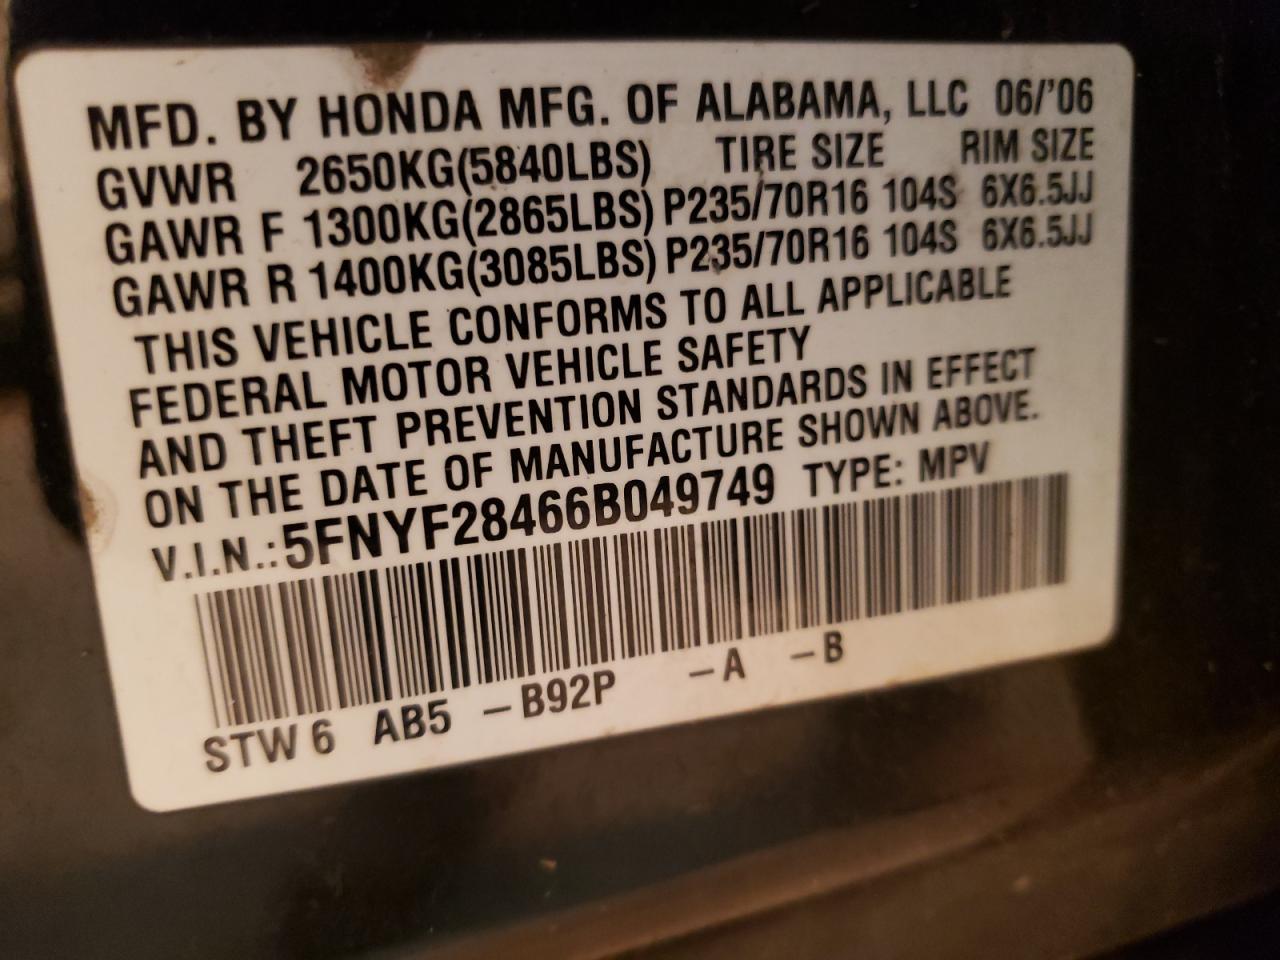 MFD. BY HONDA MFG. OF ALABAMA, LLC 06/'06
GVWR 2650KG(5840LBS) TIRE SIZE RIM SIZE
GAWR F 1300KG(2865LBS) P235/70R16 104S 6X6.5JJ
GAWR R 1400KG(3085LBS) P235/70R16 104S 6X6.5JJ
THIS VEHICLE CONFORMS TO ALL APPLICABLE
FEDERAL MOTOR VEHICLE SAFETY
AND THEFT PREVENTION STANDARDS IN EFFECT
ON THE DATE OF MANUFACTURE SHOWN ABOVE.
V.I.N.: 5FNYF28466B049749 TYPE: MPV
STW 6 AB5 –B92P –A –B